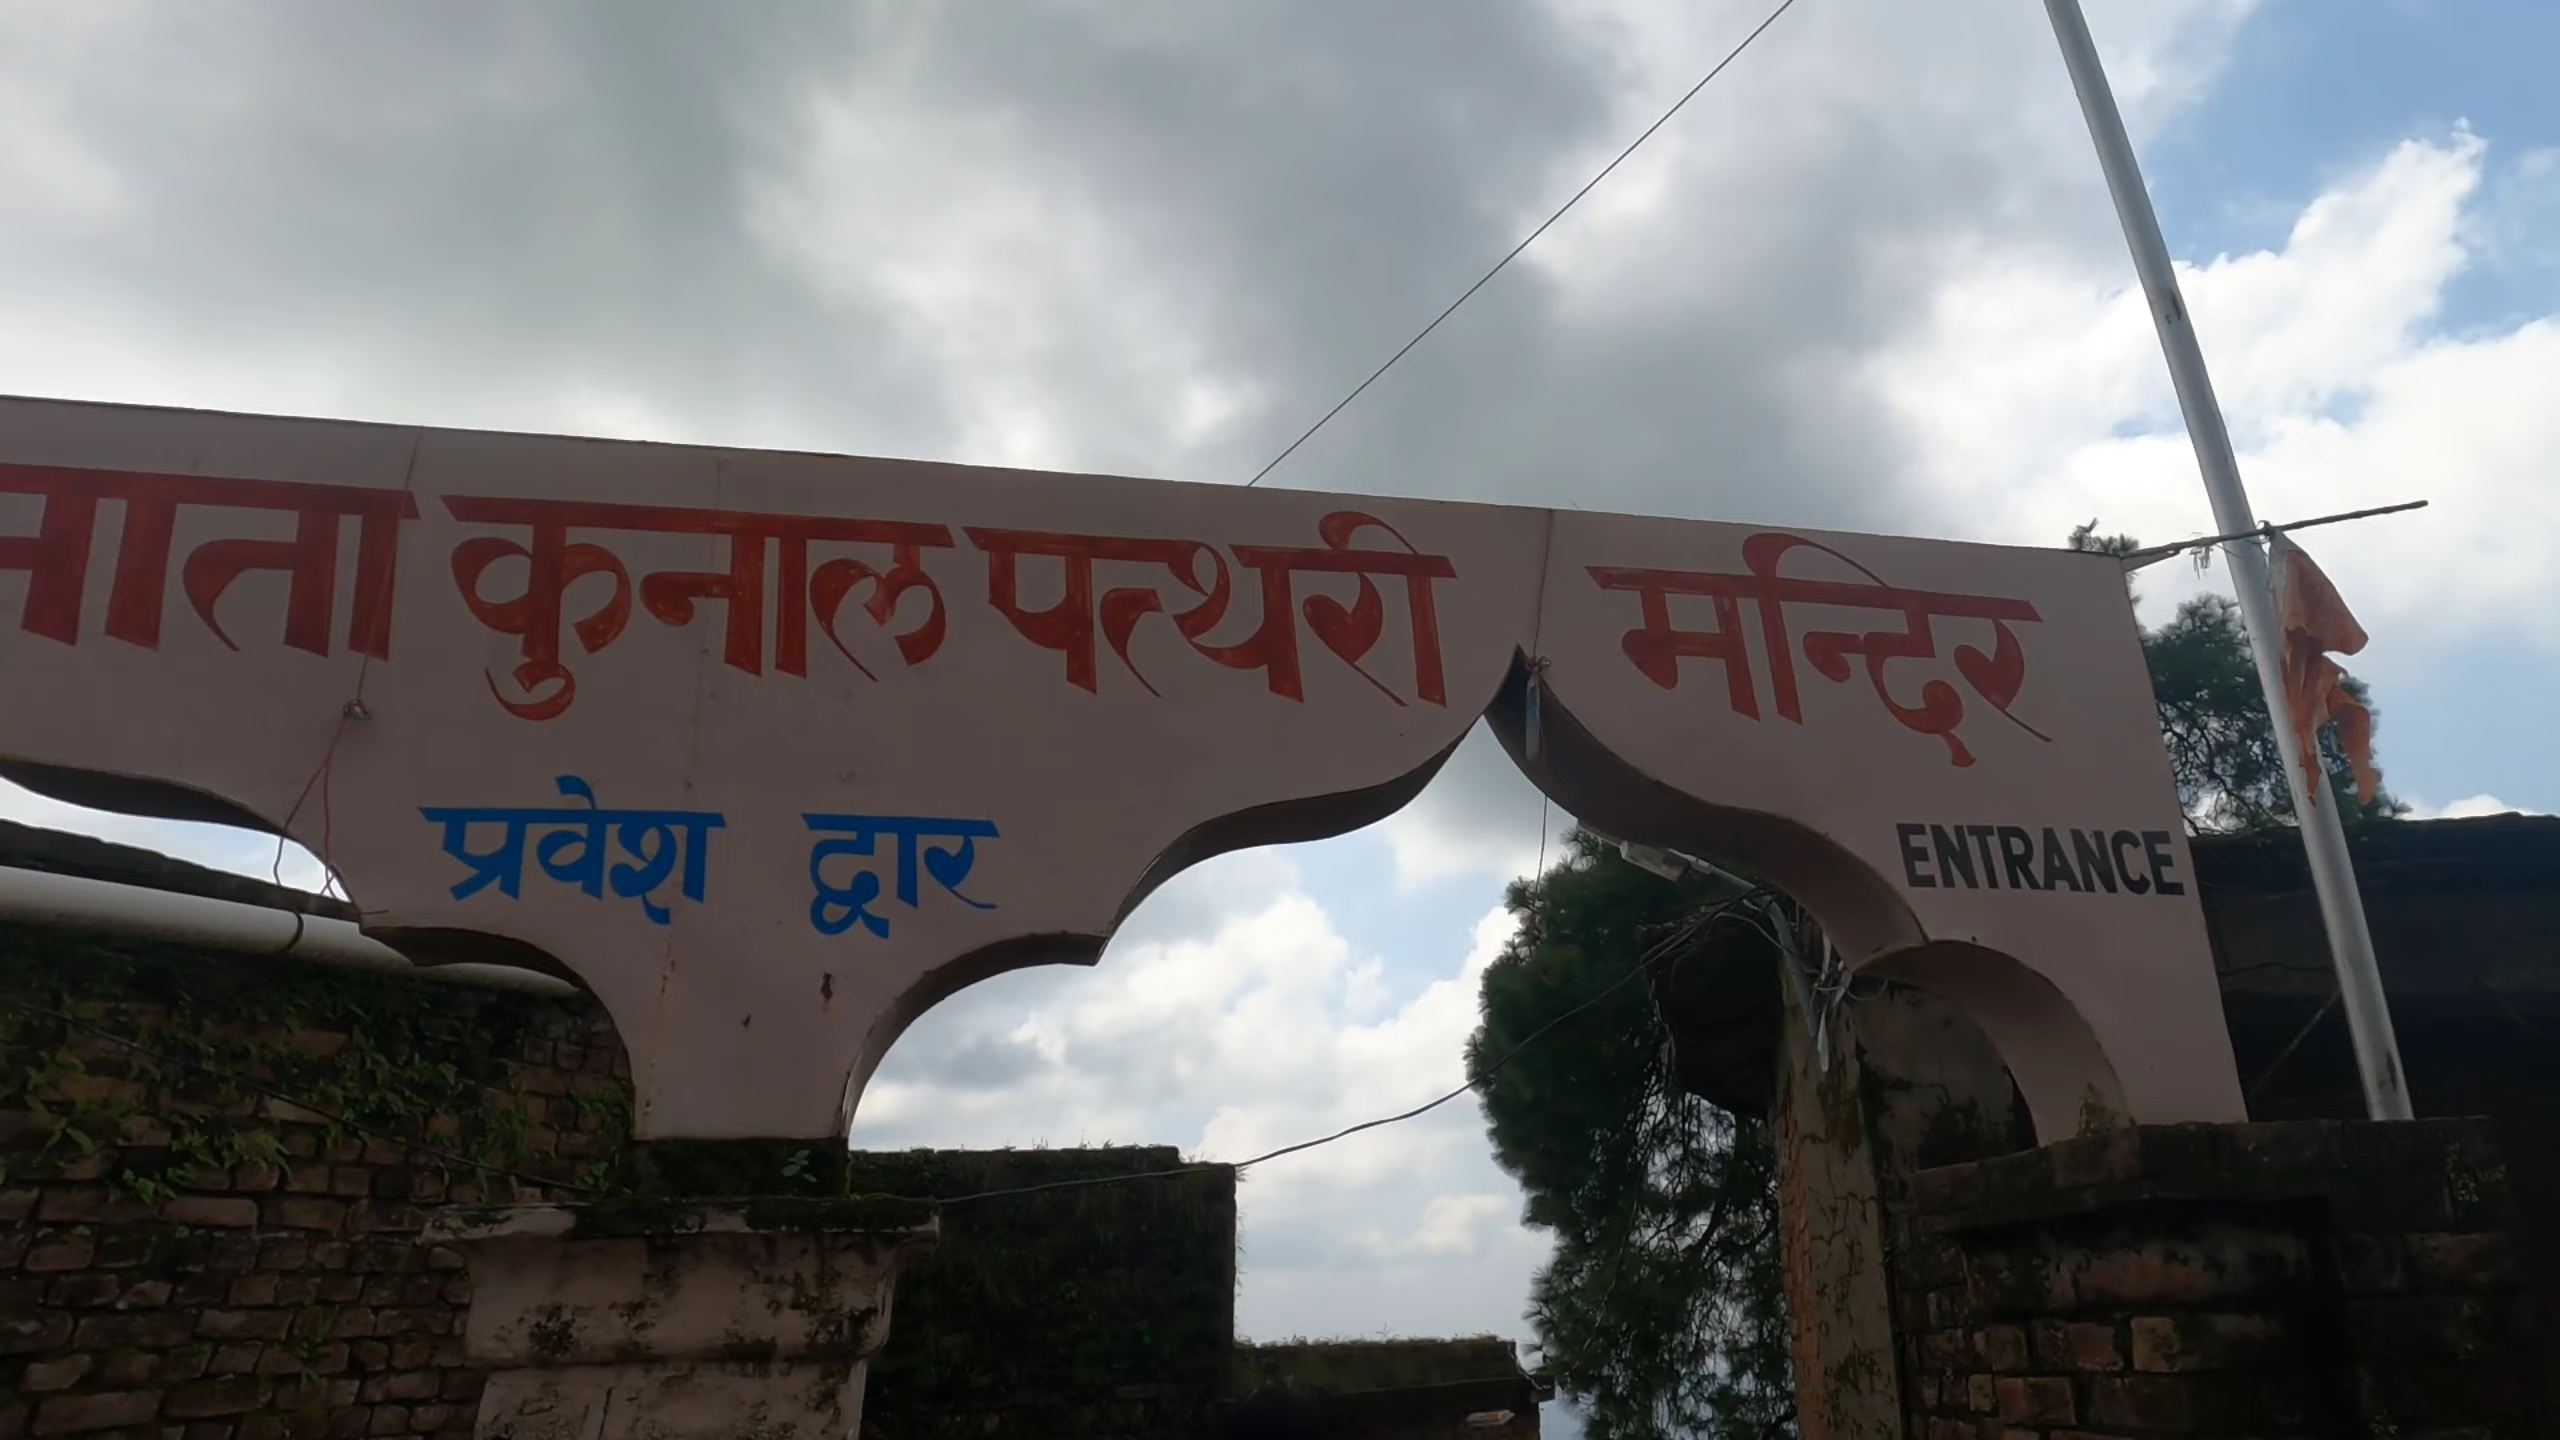 माता कुनाल पत्थरी मन्दिर
प्रवेश द्वार
ENTRANCE